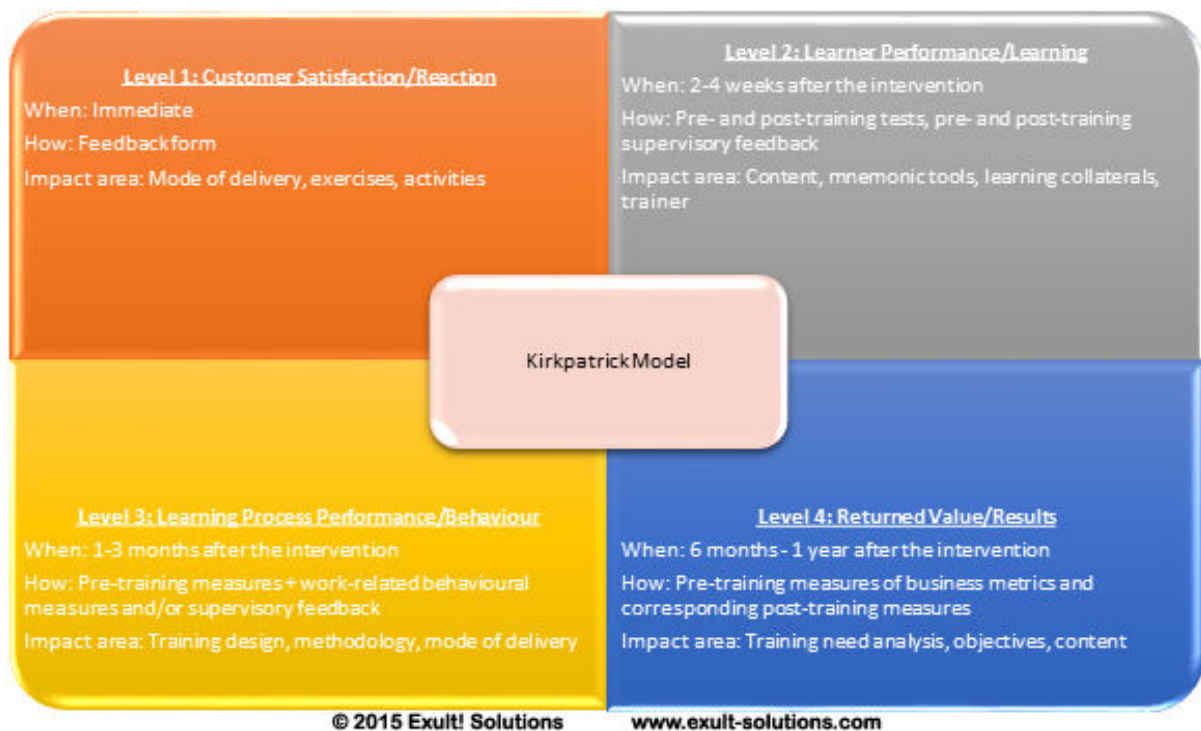 Level 1: Customer Satisfaction/Reaction
When: Immediate
How: Feedback form
Impact area: Mode of delivery, exercises, activities
Level 2: Learner Performance/Learning
When: 2-4 weeks after the intervention
How: Pre- and post-training tests, pre- and post-training
supervisory feedback
Impact area: Content, mnemonic tools, learning collaterals,
trainer
Kirkpatrick Model
Level 3: Learning Process Performance/Behaviour
When: 1-3 months after the intervention
How: Pre-training measures + work-related behavioural
measures and/or supervisory feedback
Impact area: Training design, methodology, mode of delivery
Level 4: Returned Value/Results
When: 6 months - 1 year after the intervention
How: Pre-training measures of business metrics and
corresponding post-training measures
Impact area: Training need analysis, objectives, content
© 2015 Exult! Solutions www.exult-solutions.com